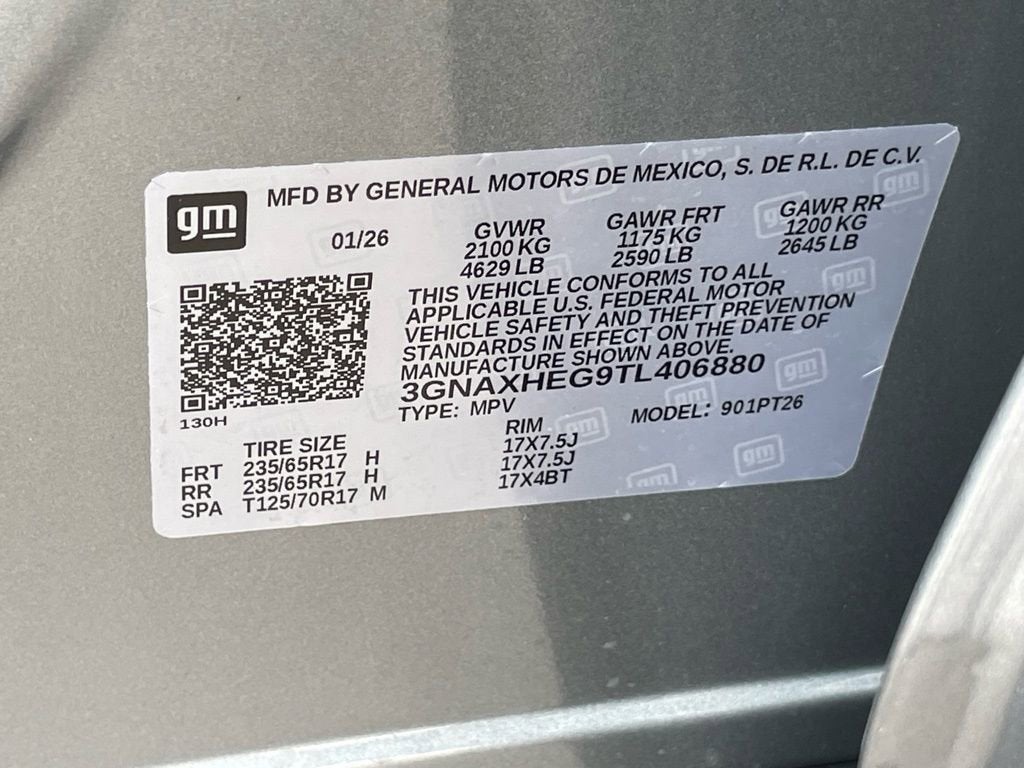 gm
MFD BY GENERAL MOTORS DE MEXICO, S. DE R.L. DE C.V.
01/26
GVWR
2100 KG
4629 LB
GAWR FRT
1175 KG
2590 LB
GAWR RR
1200 KG
2645 LB
THIS VEHICLE CONFORMS TO ALL
APPLICABLE U.S. FEDERAL MOTOR
VEHICLE SAFETY AND THEFT PREVENTION
STANDARDS IN EFFECT ON THE DATE OF
MANUFACTURE SHOWN ABOVE.
3GNAXHEG9TL406880
TYPE: MPV
MODEL: 901PT26
130H
TIRE SIZE RIM
FRT 235/65R17 H 17X7.5J
RR 235/65R17 H 17X7.5J
SPA T125/70R17 M 17X4BT